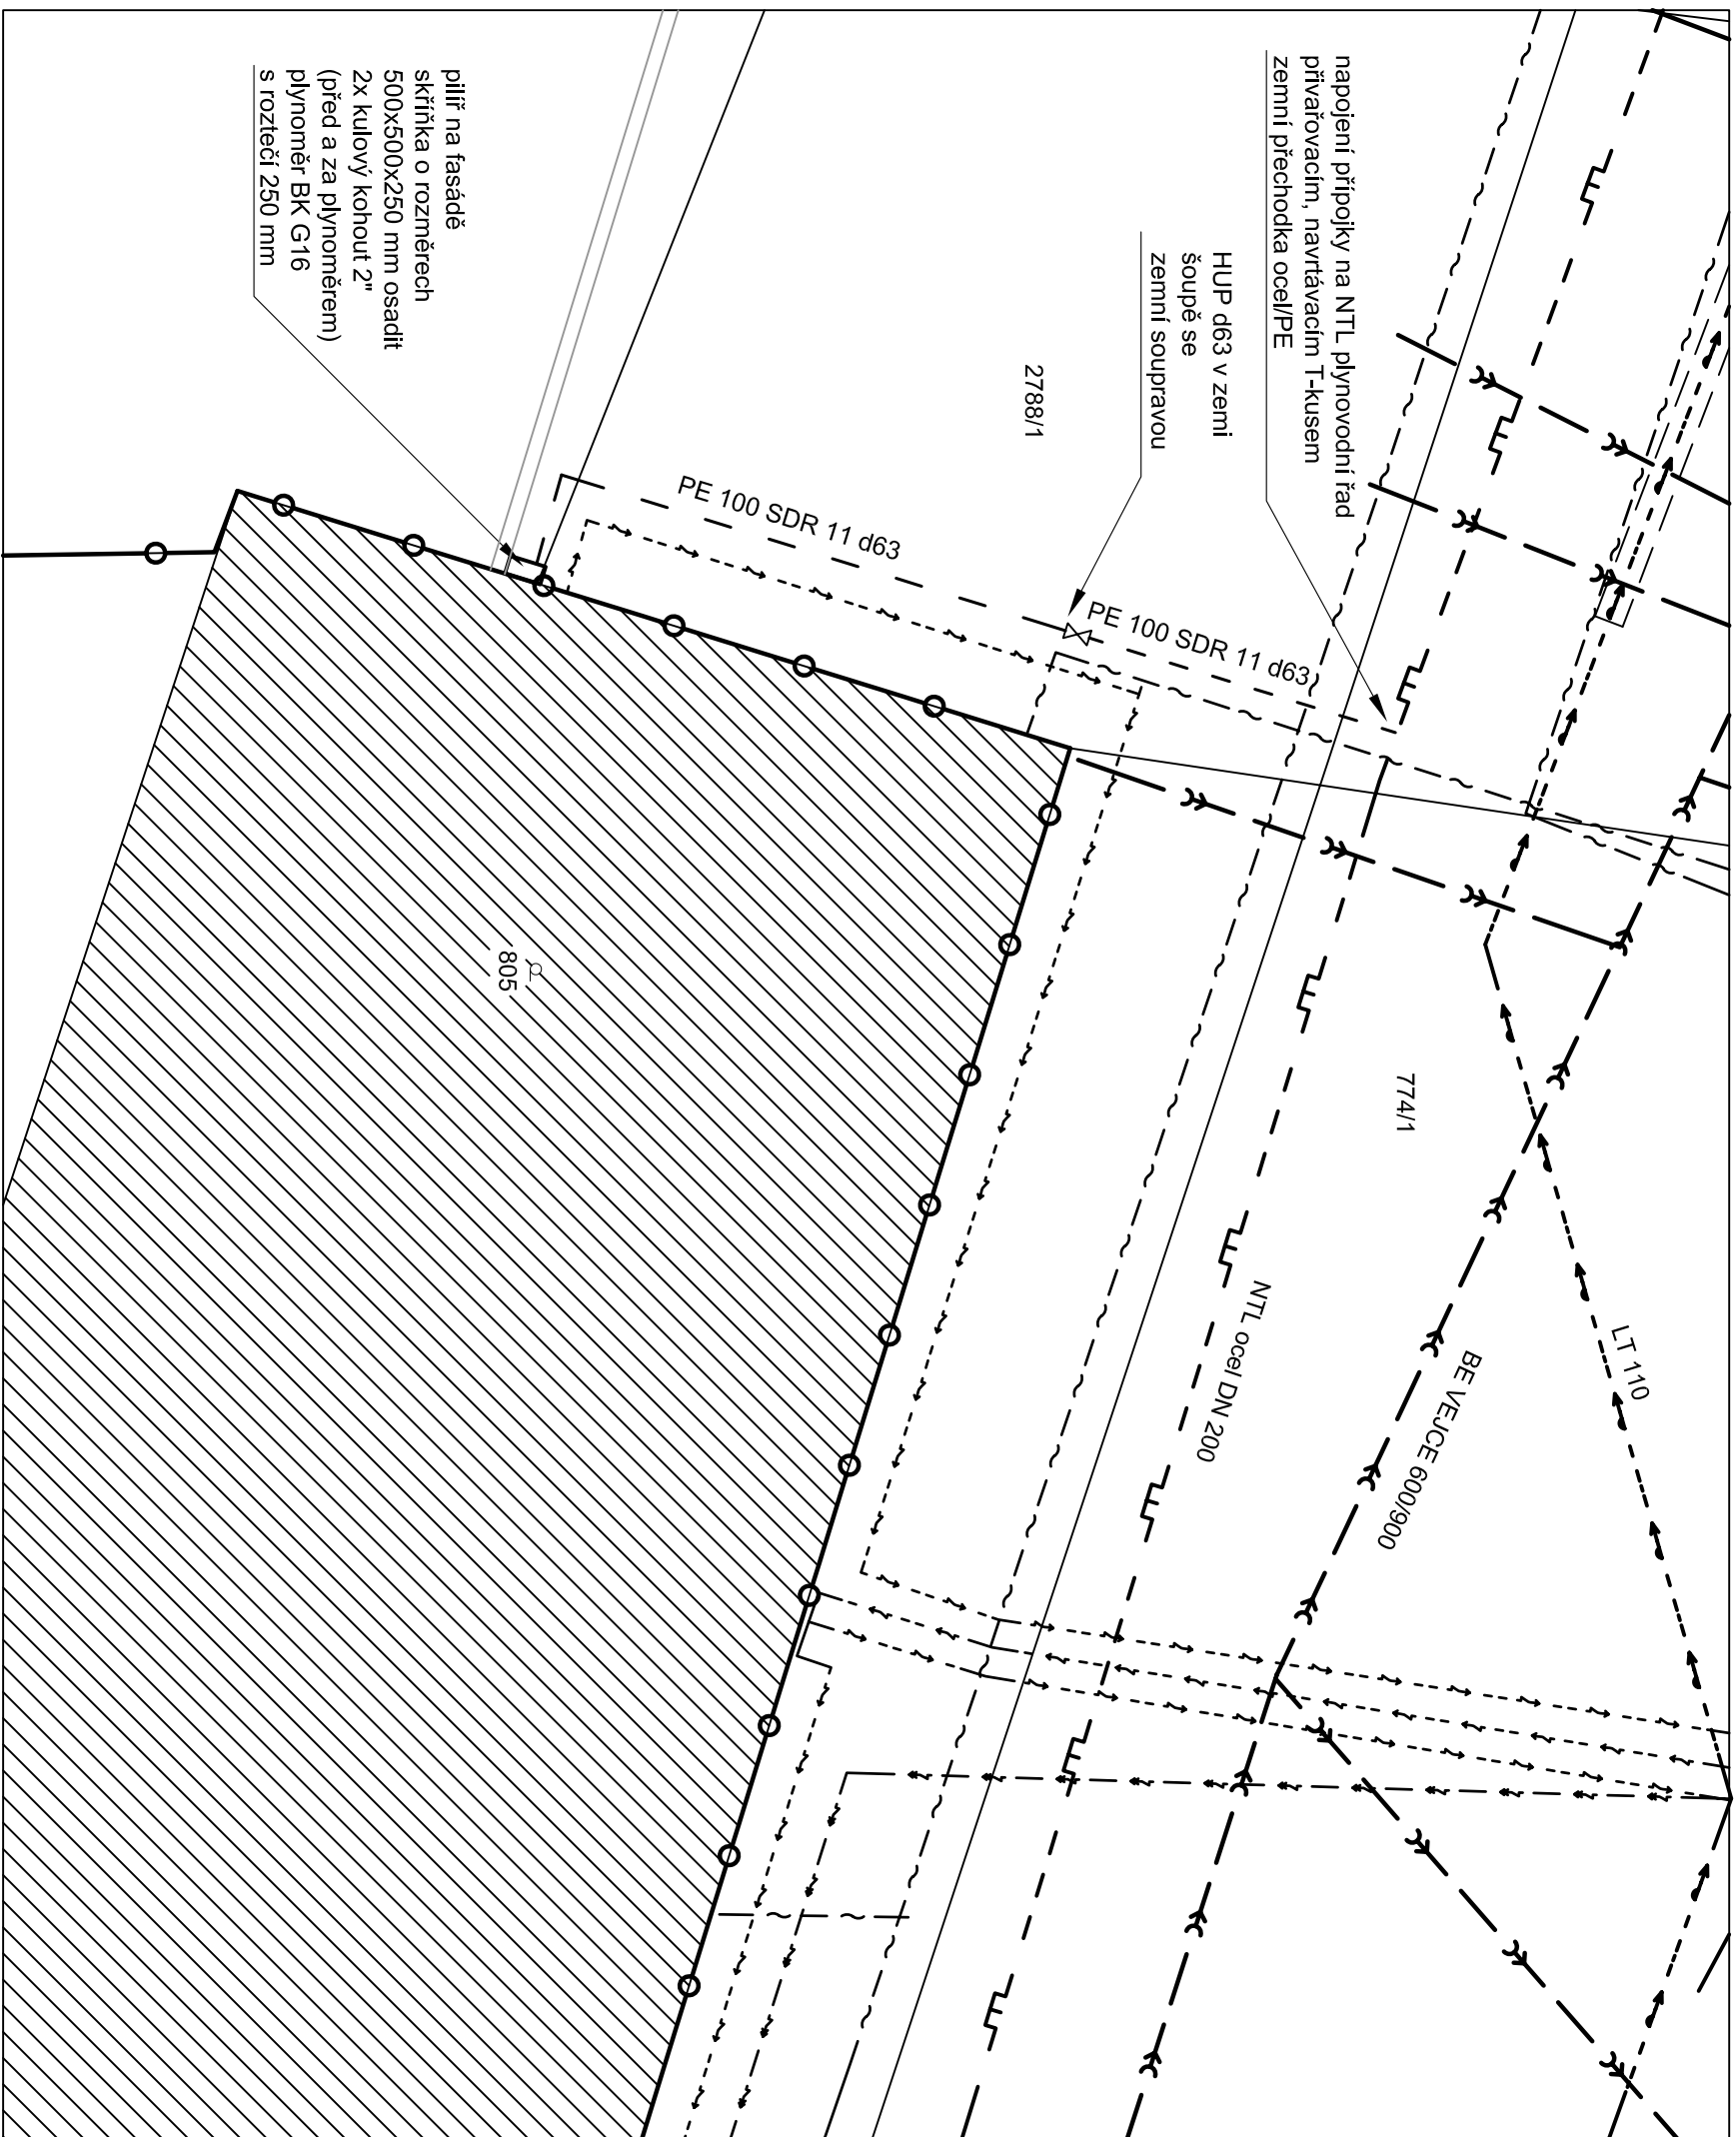 napojení přípojky na NTL plynovodní řad
přivařovacím, navrtávacím T-kusem
zemní přechodka ocel/PE
HUP d63 v zemi
šoupě se
zemní soupravou
2788/1
pilíř na fasádě
skříňka o rozměrech
500x500x250 mm osadit
2x kulový kohout 2"
(před a za plynoměrem)
plynoměr BK G16
s roztečí 250 mm
PE 100 SDR 11 d63
PE 100 SDR 11 d63
774/1
805
NTL ocel DN 200
BE VEJCE 600/900
LT 110